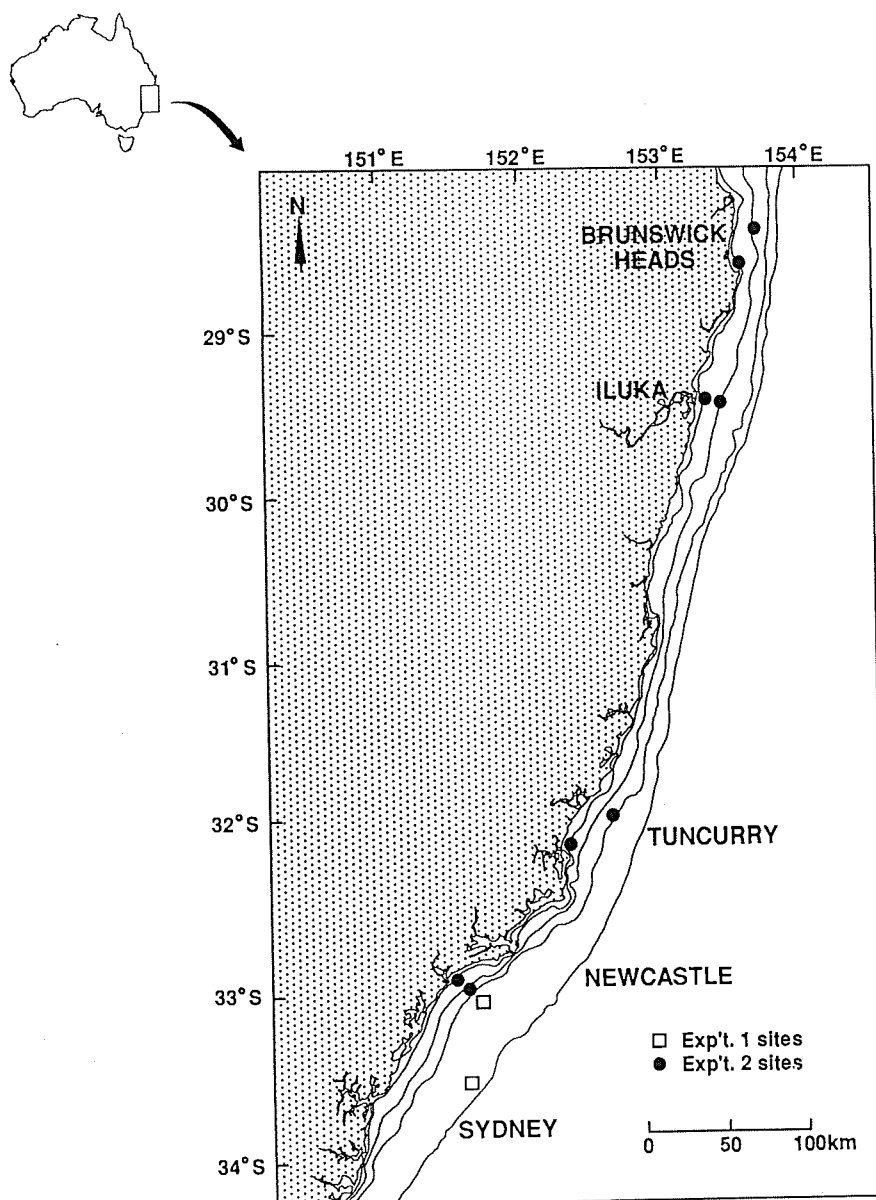 151° E 152° E 153° E 154° E
N
BRUNSWICK
HEADS
29° S
ILUKA
30° S
31° S
32° S
TUNCURRY
NEWCASTLE
33° S
Exp't. 1 sites
Exp't. 2 sites
SYDNEY
0 50 100km
34° S